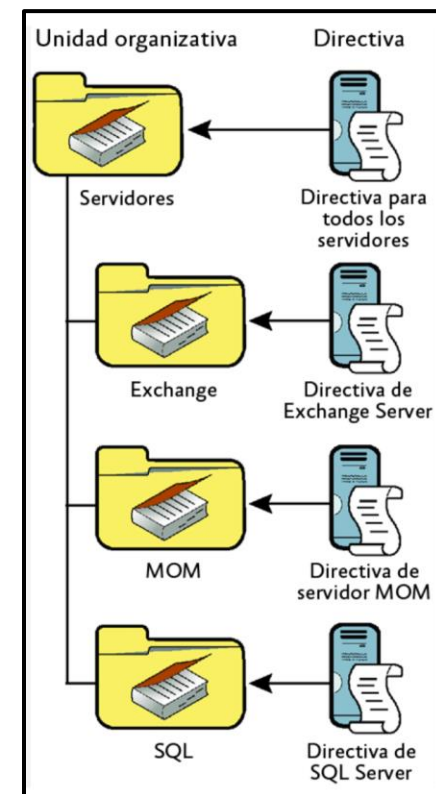 Unidad organizativa
Directiva
Servidores
Directiva para
todos los
servidores
Exchange
Directiva de
Exchange Server
MOM
Directiva de
servidor MOM
SQL
Directiva de
SQL Server